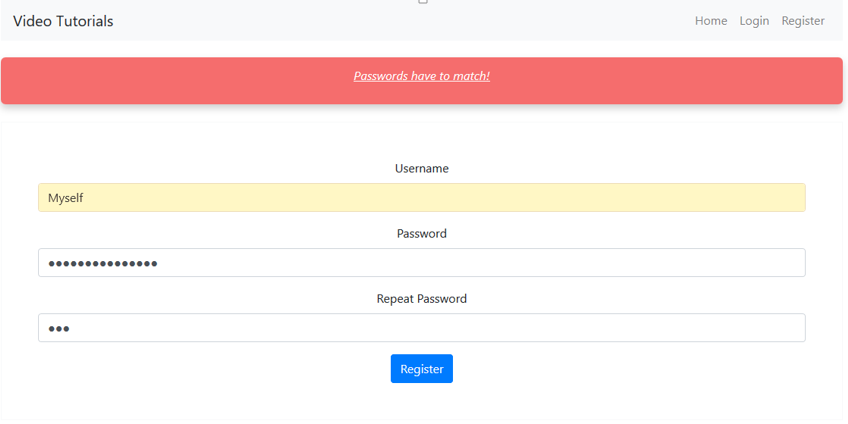 Video Tutorials Home Login Register
Passwords have to match!
Username
Myself
Password
●●●●●●●●●●●●●●●
Repeat Password
●●●
Register